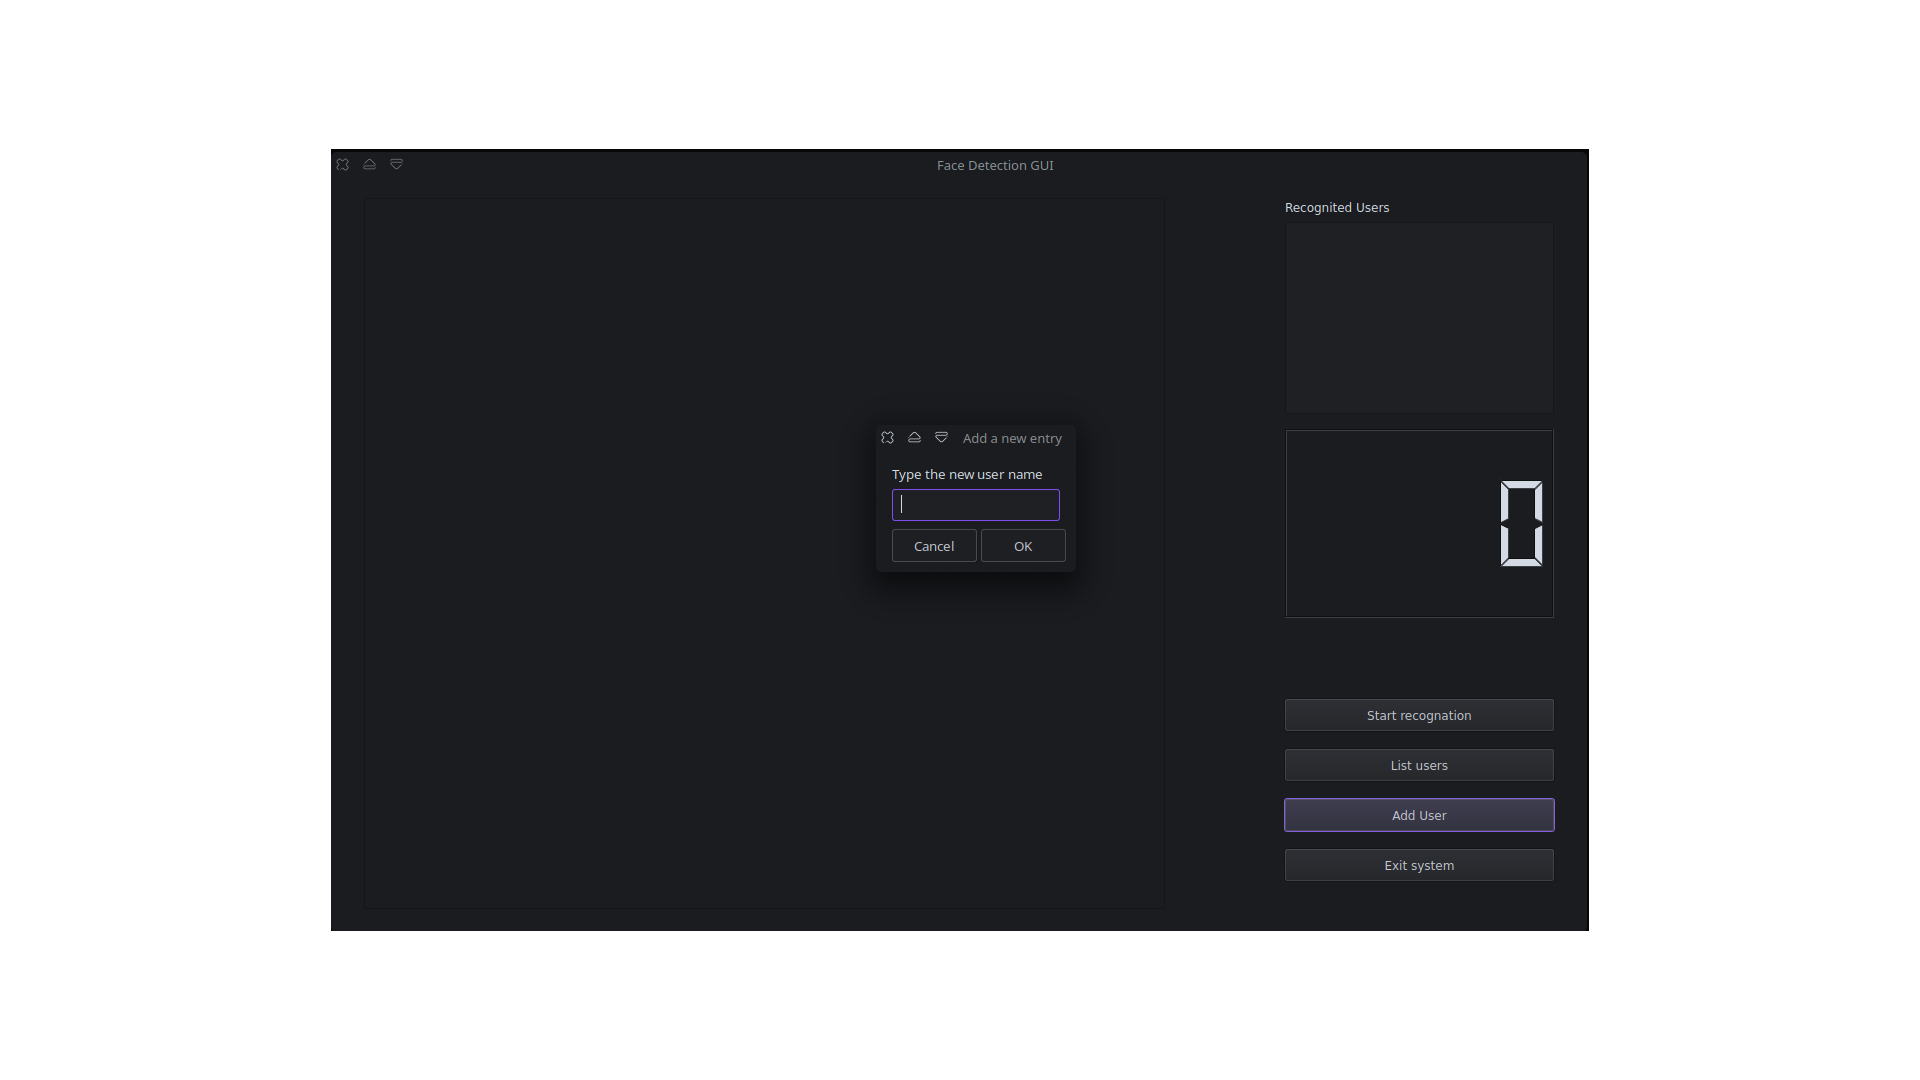 Face Detection GUI
Recognited Users
Add a new entry
Type the new user name
Cancel OK
0
Start recognation
List users
Add User
Exit system